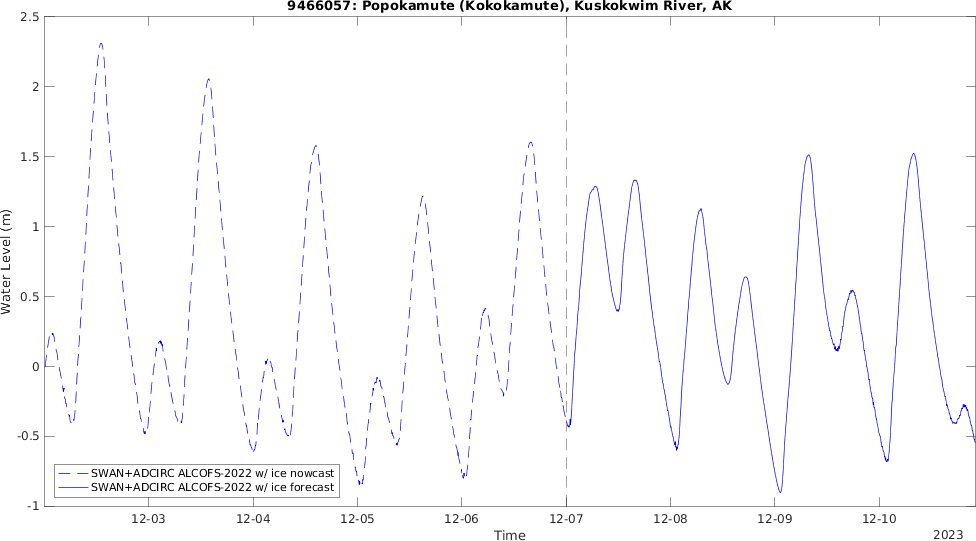 9466057: Popokamute (Kokokamute), Kuskokwim River, AK
2.5
2
1.5
1
0.5
0
-0.5
-1
Water Level (m)
SWAN+ADCIRC ALCOFS-2022 w/ ice nowcast
SWAN+ADCIRC ALCOFS-2022 w/ ice forecast
12-03 12-04 12-05 12-06 12-07 12-08 12-09 12-10
Time
2023